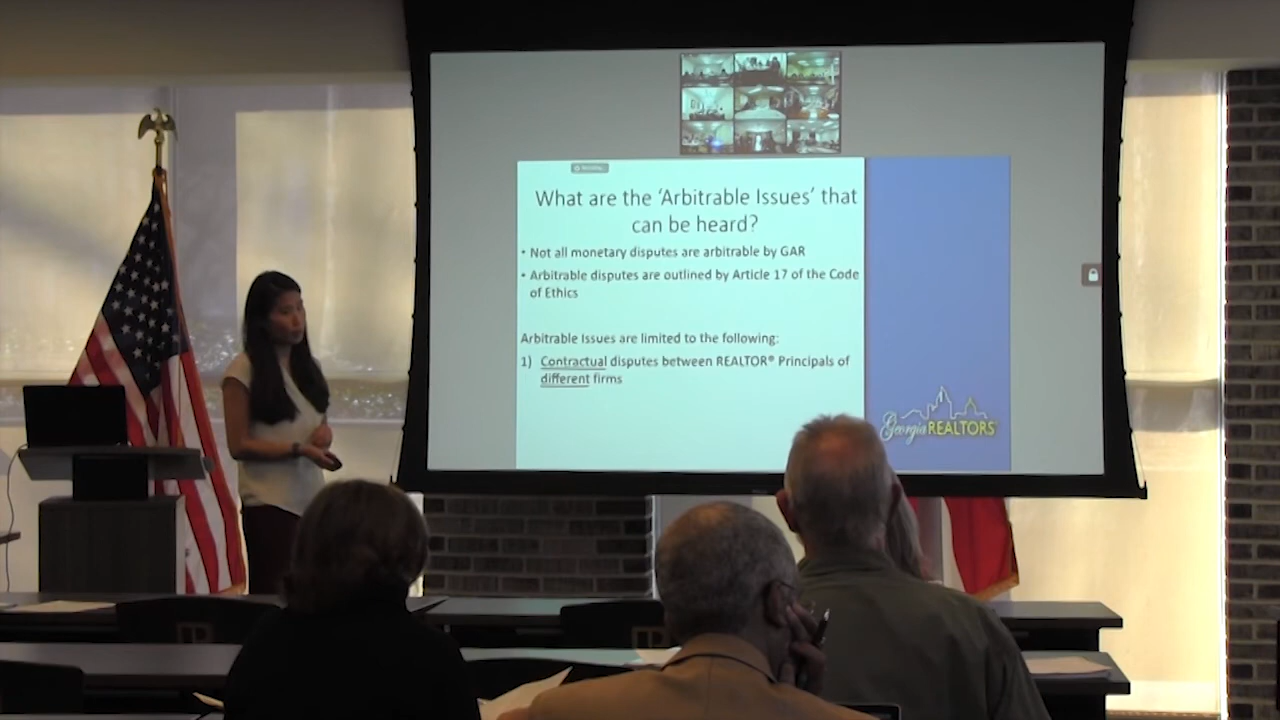 What are the ‘Arbitrable Issues’ that
can be heard?
• Not all monetary disputes are arbitrable by GAR
• Arbitrable disputes are outlined by Article 17 of the Code
of Ethics
Arbitrable Issues are limited to the following:
1) Contractual disputes between REALTOR® Principals of
different firms
Georgia REALTORS®